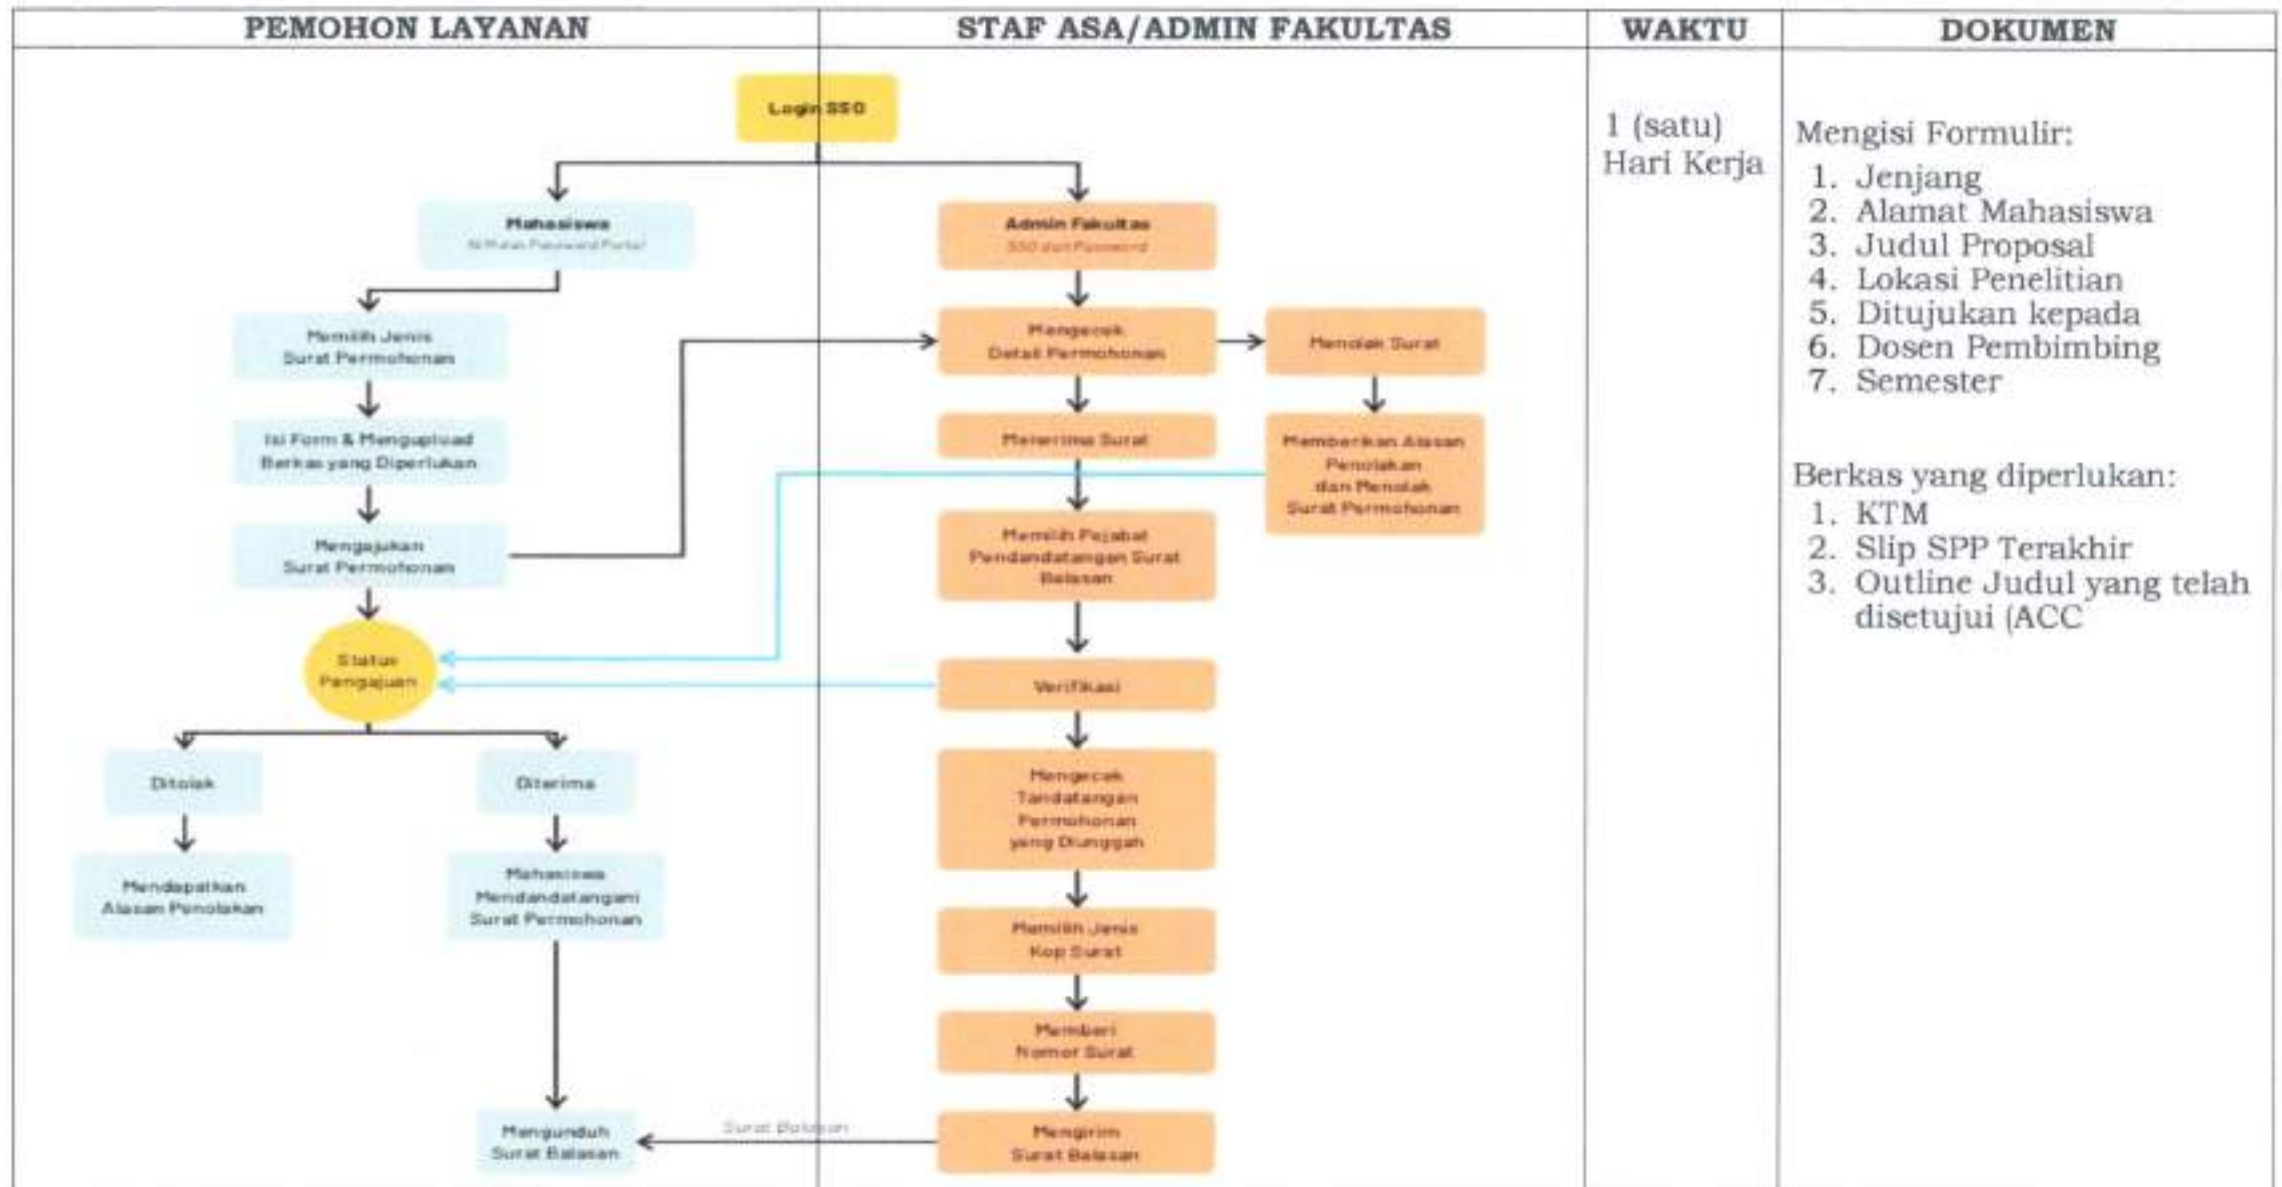 PEMOHON LAYANAN
STAF ASA/ADMIN FAKULTAS
WAKTU
DOKUMEN
Login SSO
Mahasiswa
Password Portal
Memilih Jenis
Surat Permohonan
Isi Form & Mengupload
Berkas yang Diperlukan
Mengajukan
Surat Permohonan
Status
Pengajuan
Ditolak
Diterima
Mendapatkan
Alasan Penolakan
Mahasiswa
Mendandatangani
Surat Permohonan
Mengunduh
Surat Balasan
Surat Balasan
Admin Fakultas
SSO dan Password
Mengecek
Detail Permohonan
Menolak Surat
Menerima Surat
Memberikan Alasan
Penolakan
dan Menolak
Surat Permohonan
Memilih Pejabat
Pendandatangan Surat
Balasan
Verifikasi
Mengecek
Tandatangan
Permohonan
yang Diunggah
Memilih Jenis
Kop Surat
Memberi
Nomor Surat
Mengirim
Surat Balasan
1 (satu)
Hari Kerja
Mengisi Formulir:
1. Jenjang
2. Alamat Mahasiswa
3. Judul Proposal
4. Lokasi Penelitian
5. Ditujukan kepada
6. Dosen Pembimbing
7. Semester
Berkas yang diperlukan:
1. KTM
2. Slip SPP Terakhir
3. Outline Judul yang telah
disetujui (ACC